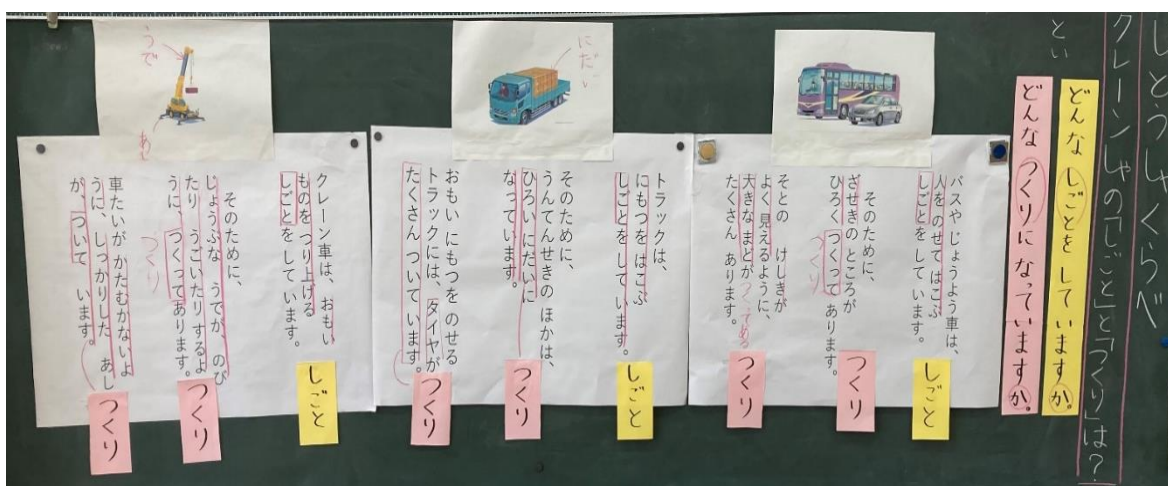 じどうしゃくらべ
クレーンしゃの「しごと」と「つくり」は？
とい
どんな しごとを して いますか。
どんな つくりに なって いますか。
バスや じょうよう車は、
人を のせて はこぶ
しごとを して います。
そのために、
ざせきの ところが
ひろく つくって あります。
つくり
そとの けしきが
よく 見えるように、
大きな まどが
たくさん あります。
つくってある
しごと
つくり
つくり
にだい
トラックは、
にもつを はこぶ
しごとを して います。
そのために、
うんてんせきの ほかは、
ひろい にだいに
なって います。
おもい にもつを のせる
トラックには、タイヤが
たくさん ついて います。
しごと
つくり
つくり
うで
あし
クレーン車は、おもい
ものを つり上げる
しごとを して います。
そのために、
じょうぶな うでが、のび
たり うごいたり するよ
うに、つくって あります。
つくり
車たいが かたむかないよ
うに、しっかりした あし
が、ついて います。
しごと
つくり
つくり